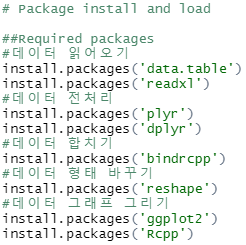 # Package install and load

##Required packages
#데이터 읽어오기
install.packages('data.table')
install.packages('readxl')
#데이터 전처리
install.packages('plyr')
install.packages('dplyr')
#데이터 합치기
install.packages('bindrcpp')
#데이터 형태 바꾸기
install.packages('reshape')
#데이터 그래프 그리기
install.packages('ggplot2')
install.packages('Rcpp')